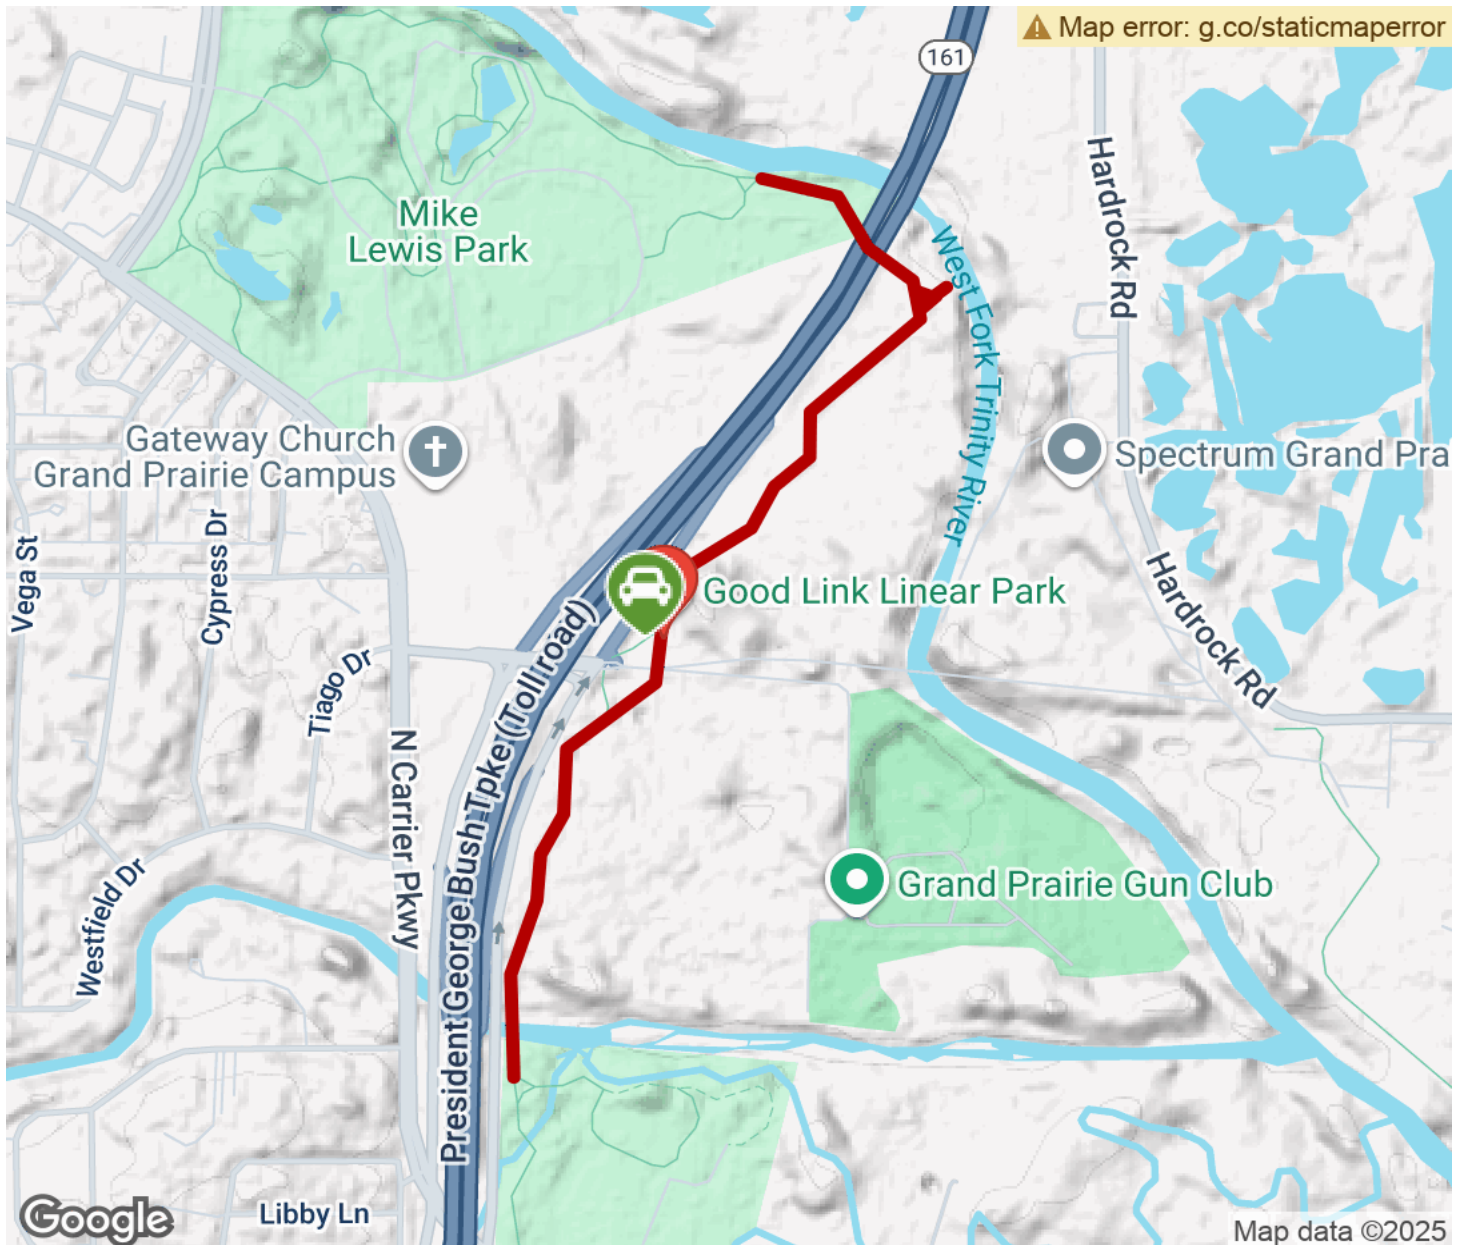 Map error: g.co/staticmaperror
161
Hardrock Rd
Mike
Lewis Park
West Fork Trinity River
Gateway Church
Grand Prairie Campus
Spectrum Grand Pra
Vega St
Cypress Dr
Good Link Linear Park
Hardrock Rd
Tiago Dr
President George Bush Tpke (Tollroad)
N Carrier Pkwy
Westfield Dr
Grand Prairie Gun Club
Libby Ln
Google
Map data ©2025